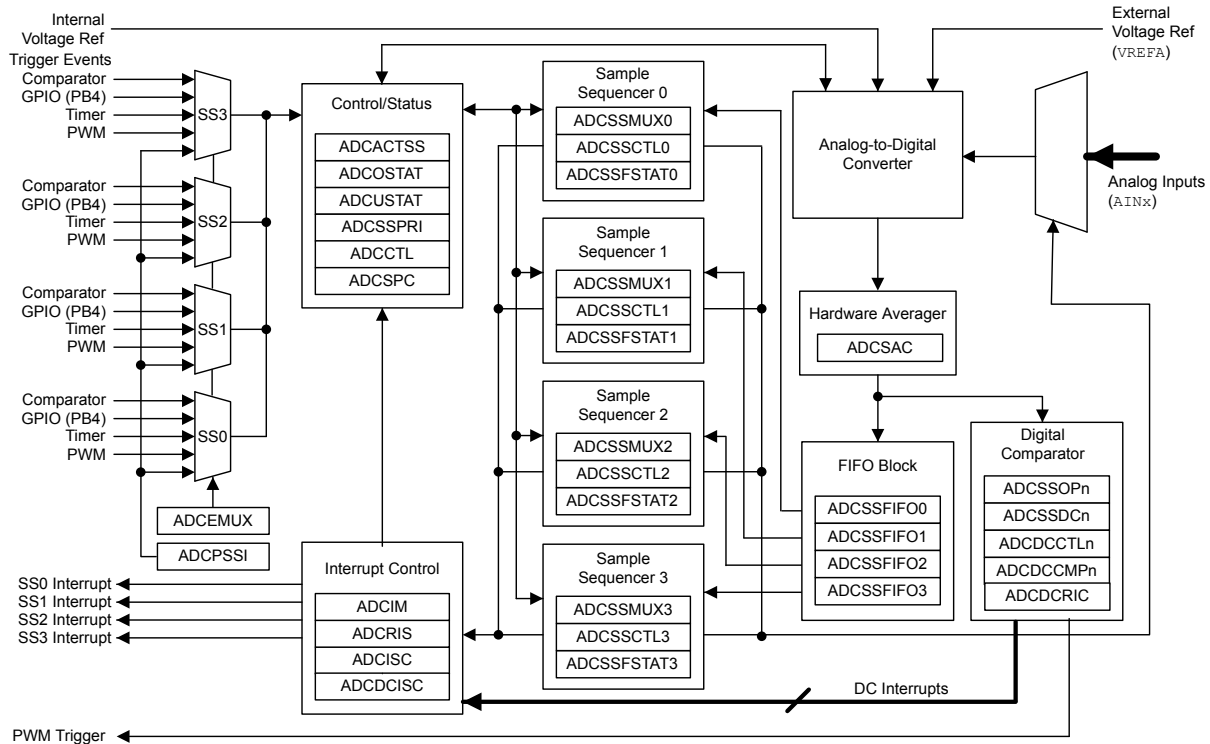 Internal
Voltage Ref
External
Voltage Ref
(VREFA)
Trigger Events
Comparator
GPIO (PB4)
Timer
PWM
SS3
Comparator
GPIO (PB4)
Timer
PWM
SS2
Comparator
GPIO (PB4)
Timer
PWM
SS1
Comparator
GPIO (PB4)
Timer
PWM
SS0
ADCEMUX
ADCPSSI
Control/Status
ADCACTSS
ADCOSTAT
ADCUSTAT
ADCSSPRI
ADCCTL
ADCSPC
Interrupt Control
ADCIM
ADCRIS
ADCISC
ADCDCISC
SS0 Interrupt
SS1 Interrupt
SS2 Interrupt
SS3 Interrupt
Sample
Sequencer 0
ADCSSMUX0
ADCSSCTL0
ADCSSFSTAT0
Sample
Sequencer 1
ADCSSMUX1
ADCSSCTL1
ADCSSFSTAT1
Sample
Sequencer 2
ADCSSMUX2
ADCSSCTL2
ADCSSFSTAT2
Sample
Sequencer 3
ADCSSMUX3
ADCSSCTL3
ADCSSFSTAT3
Analog-to-Digital
Converter
Analog Inputs
(AINx)
Hardware Averager
ADCSAC
FIFO Block
ADCSSFIFO0
ADCSSFIFO1
ADCSSFIFO2
ADCSSFIFO3
Digital
Comparator
ADCSSOPn
ADCSSDCn
ADCDCCTLn
ADCDCCMPn
ADCDCRIC
DC Interrupts
PWM Trigger